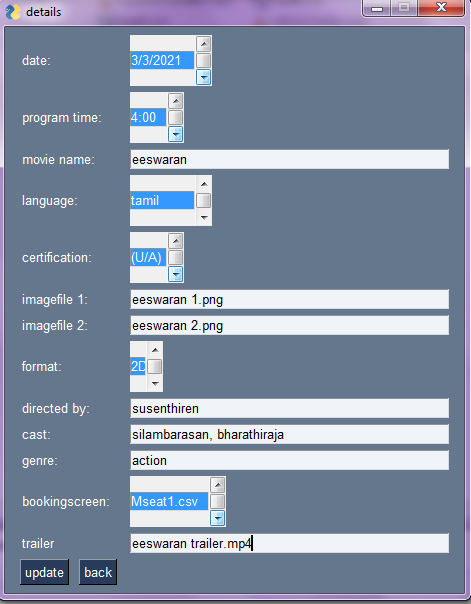 details
date: 3/3/2021
program time: 4:00
movie name: eeswaran
language: tamil
certification: (U/A)
imagefile 1: eeswaran 1.png
imagefile 2: eeswaran 2.png
format: 2D
directed by: susenthiren
cast: silambarasan, bharathiraja
genre: action
bookingscreen: Mseat1.csv
trailer eeswaran trailer.mp4
update back